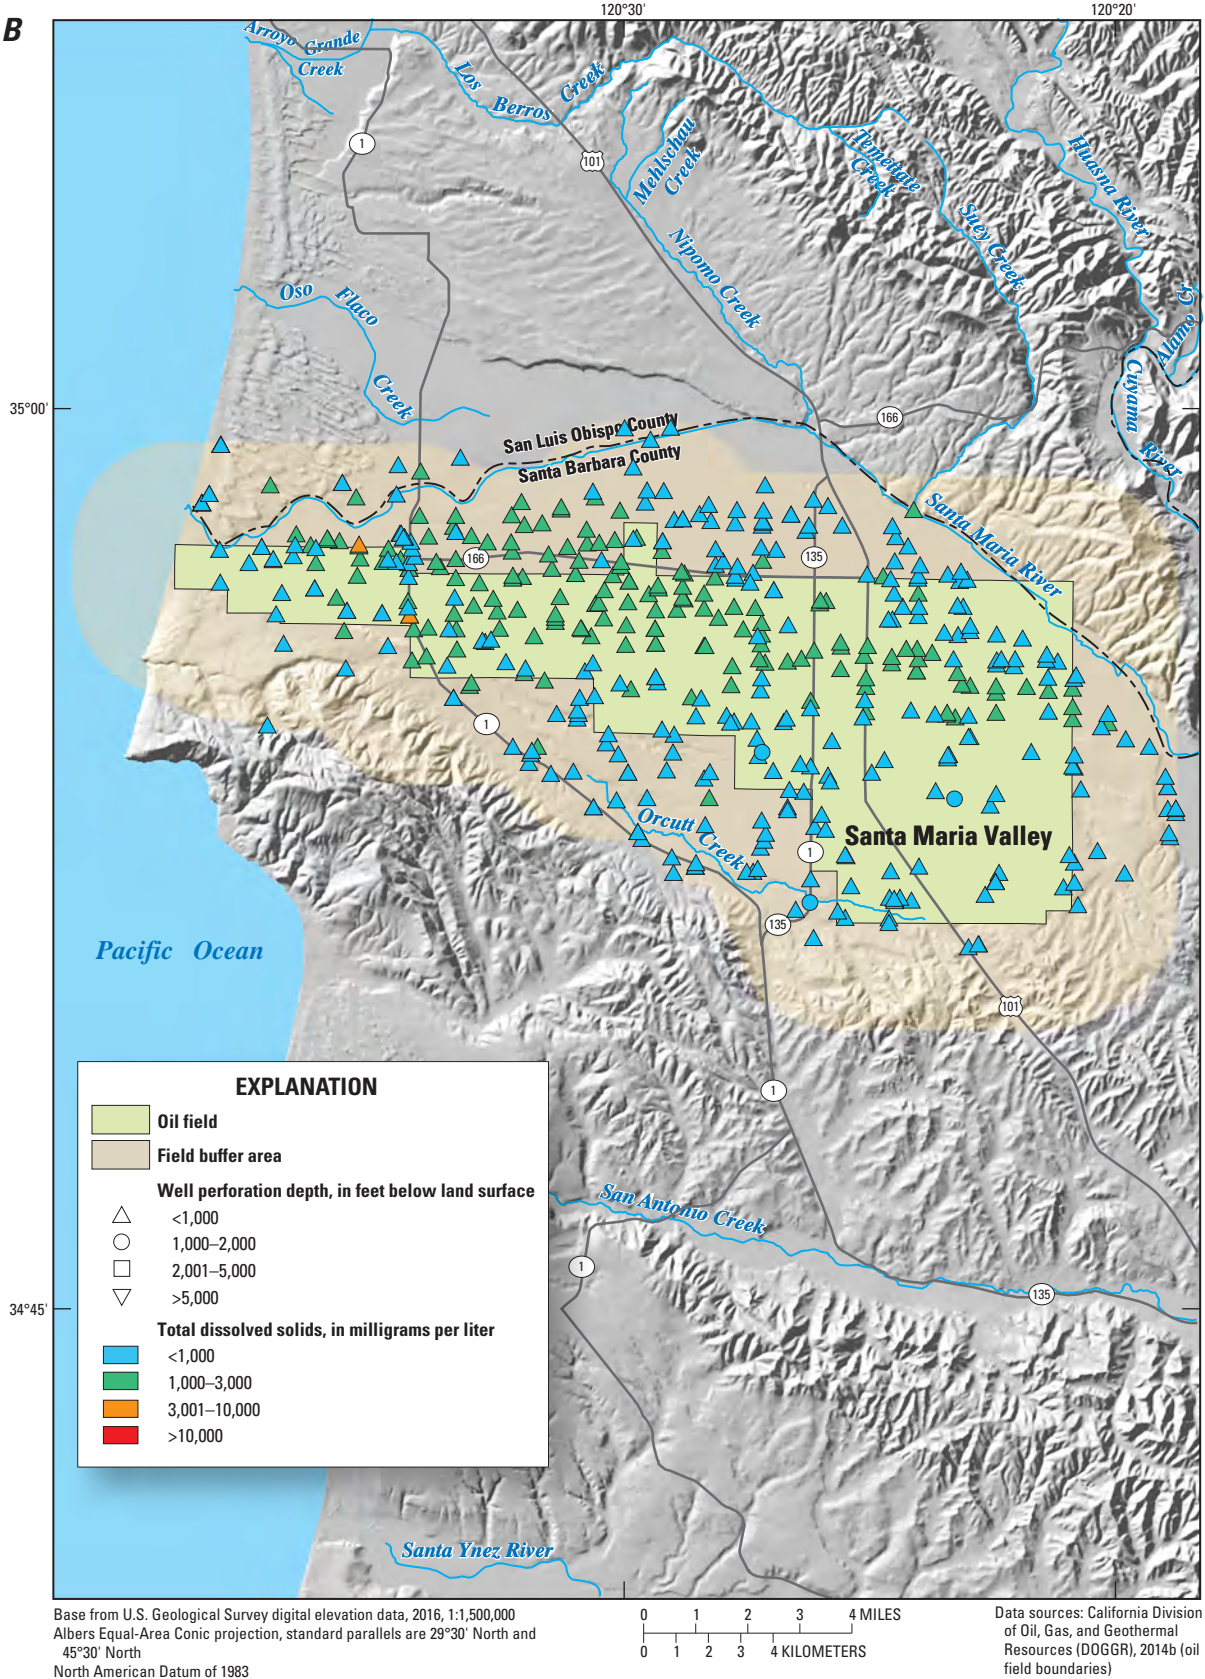 B
120°30'
120°20'
Arroyo Grande
Creek
Los Berros Creek
1
101
Mehlschau
Creek
Temettate
Creek
Huasna River
Suey Creek
Nipomo Creek
Oso Flaco Creek
Alamo Cr
Cuyama River
35°00'
166
San Luis Obispo County
Santa Barbara County
Santa Maria River
166
135
1
Orcutt Creek
Santa Maria Valley
1
135
Pacific Ocean
101
1
EXPLANATION
Oil field
Field buffer area
Well perforation depth, in feet below land surface
<1,000
1,000–2,000
2,001–5,000
>5,000
Total dissolved solids, in milligrams per liter
<1,000
1,000–3,000
3,001–10,000
>10,000
San Antonio Creek
1
135
34°45'
Santa Ynez River
Base from U.S. Geological Survey digital elevation data, 2016, 1:1,500,000
Albers Equal-Area Conic projection, standard parallels are 29°30' North and
45°30' North
North American Datum of 1983
0 1 2 3 4 MILES
0 1 2 3 4 KILOMETERS
Data sources: California Division
of Oil, Gas, and Geothermal
Resources (DOGGR), 2014b (oil
field boundaries)